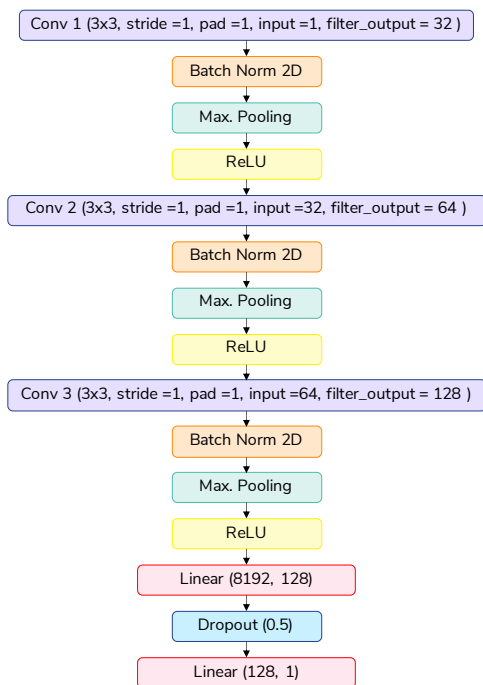 Conv 1 (3x3, stride =1, pad =1, input =1, filter_output = 32 )
Batch Norm 2D
Max. Pooling
ReLU
Conv 2 (3x3, stride =1, pad =1, input =32, filter_output = 64 )
Batch Norm 2D
Max. Pooling
ReLU
Conv 3 (3x3, stride =1, pad =1, input =64, filter_output = 128 )
Batch Norm 2D
Max. Pooling
ReLU
Linear (8192, 128)
Dropout (0.5)
Linear (128, 1)